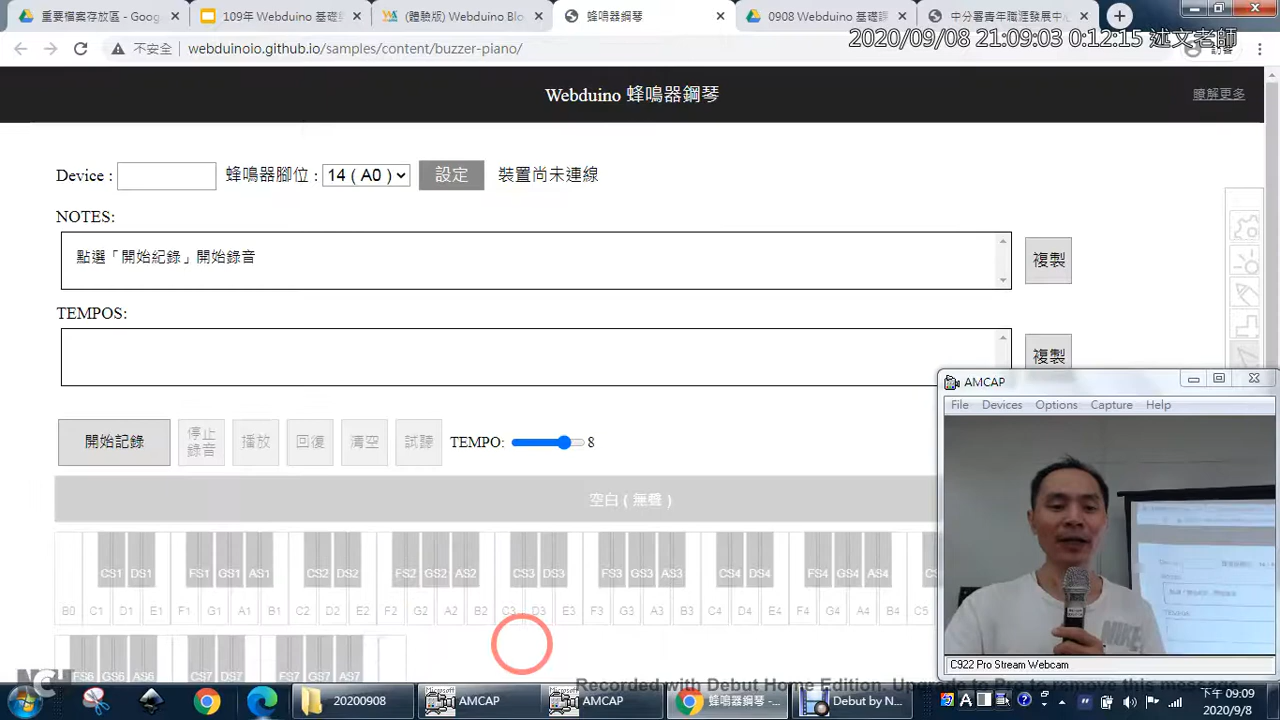 重要檔案存放區 - Goog
109年 Webduino 基礎
(體驗版) Webduino Blo
蜂鳴器鋼琴
0908 Webduino 基礎課
中分署青年職涯發展中心
不安全
webduinoio.github.io/samples/content/buzzer-piano/
2020/09/08 21:09:03 0:12:15 述文老師
Webduino 蜂鳴器鋼琴
瞭解更多
Device :
蜂鳴器腳位 : 14 ( A0 )
設定
裝置尚未連線
NOTES:
點選「開始紀錄」開始錄音
複製
TEMPOS:
複製
AMCAP
File Devices Options Capture Help
開始記錄
停止
錄音
播放
回復
清空
試聽
TEMPO:
8
空白 ( 無聲 )
CS1 DS1 FS1 GS1 AS1 CS2 DS2 FS2 GS2 AS2 CS3 DS3 FS3 GS3 AS3 CS4 DS4 FS4 GS4 AS4
B0 C1 D1 E1 F1 G1 A1 B1 C2 D2 E2 F2 G2 A2 B2 C3 D3 E3 F3 G3 A3 B3 C4 D4 E4 F4 G4 A4 B4 C5
NIKE
C922 Pro Stream Webcam
FS6 GS6 AS6 CS7 DS7 FS7 GS7 AS7
NCH
Recorded with Debut Home Edition. Upgrade to Pro to remove this message.
20200908
AMCAP
AMCAP
蜂鳴器鋼琴 -...
Debut by N...
下午 09:09
2020/9/8